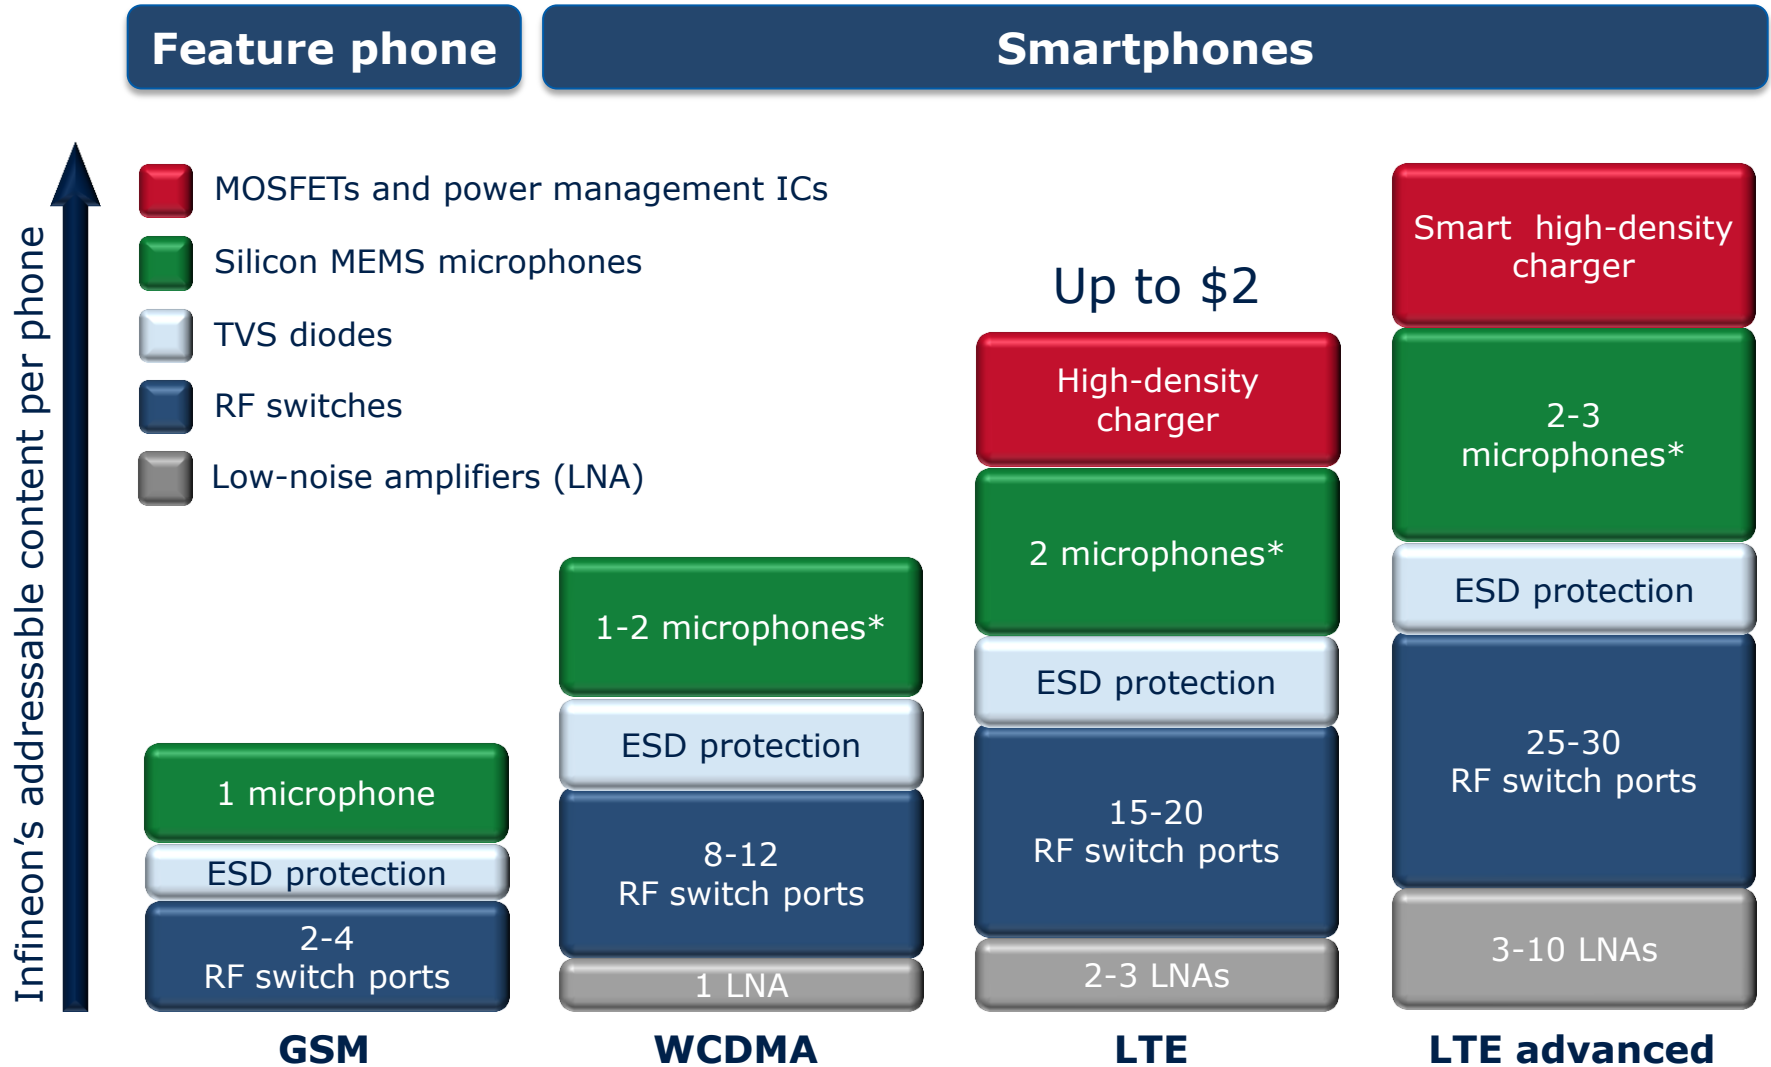 Feature phone
Smartphones
Infineon's addressable content per phone
MOSFETs and power management ICs
Silicon MEMS microphones
TVS diodes
RF switches
Low-noise amplifiers (LNA)
1 microphone
ESD protection
2-4
RF switch ports
GSM
1-2 microphones*
ESD protection
8-12
RF switch ports
1 LNA
WCDMA
Up to $2
High-density
charger
2 microphones*
ESD protection
15-20
RF switch ports
2-3 LNAs
LTE
Smart high-density
charger
2-3
microphones*
ESD protection
25-30
RF switch ports
3-10 LNAs
LTE advanced